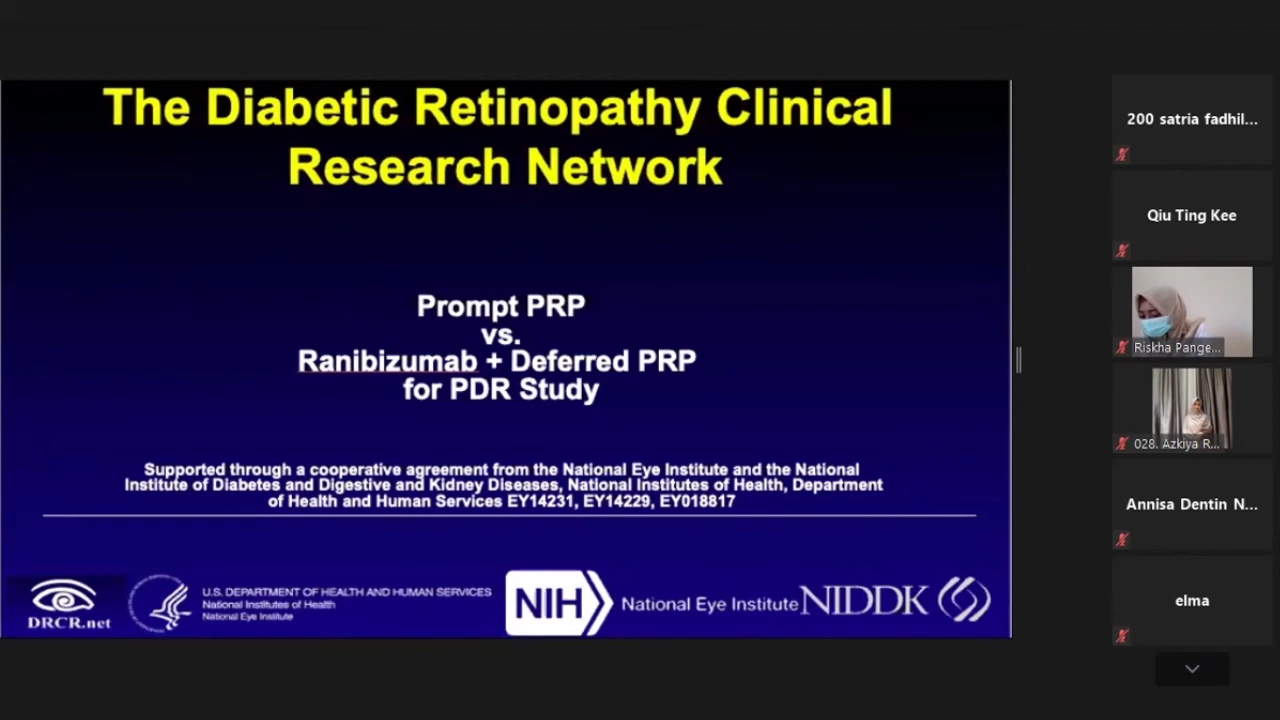 The Diabetic Retinopathy Clinical
Research Network
Prompt PRP
vs.
Ranibizumab + Deferred PRP
for PDR Study
Supported through a cooperative agreement from the National Eye Institute and the National
Institute of Diabetes and Digestive and Kidney Diseases, National Institutes of Health, Department
of Health and Human Services EY14231, EY14229, EY018817
DRCR.net
U.S. DEPARTMENT OF HEALTH AND HUMAN SERVICES
National Institutes of Health
National Eye Institute
NIH
National Eye Institute
NIDDK
200 satria fadhil...
Qiu Ting Kee
Riskha Pange...
028. Azkiya R...
Annisa Dentin N...
elma